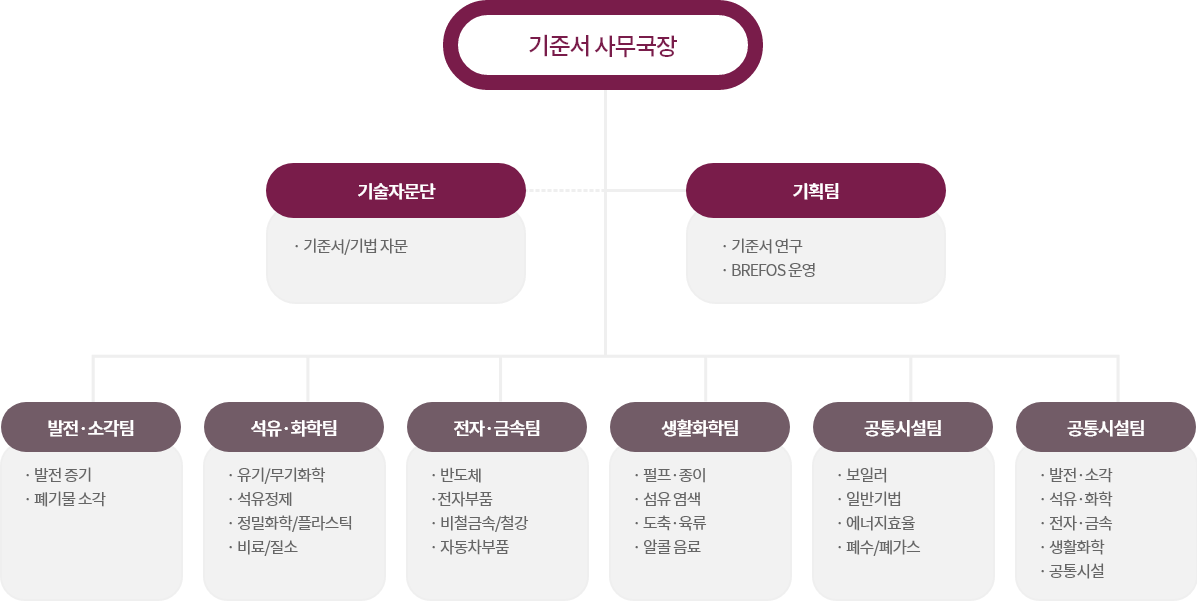 기준서 사무국장
기술자문단
· 기준서/기법 자문
기획팀
· 기준서 연구
· BREFOS 운영
발전·소각팀
· 발전 증기
· 폐기물 소각
석유·화학팀
· 유기/무기화학
· 석유정제
· 정밀화학/플라스틱
· 비료/질소
전자·금속팀
· 반도체
·전자부품
· 비철금속/철강
· 자동차부품
생활화학팀
· 펄프·종이
· 섬유 염색
· 도축·육류
· 알콜 음료
공통시설팀
· 보일러
· 일반기법
· 에너지효율
· 폐수/폐가스
공통시설팀
· 발전·소각
· 석유·화학
· 전자·금속
· 생활화학
· 공통시설